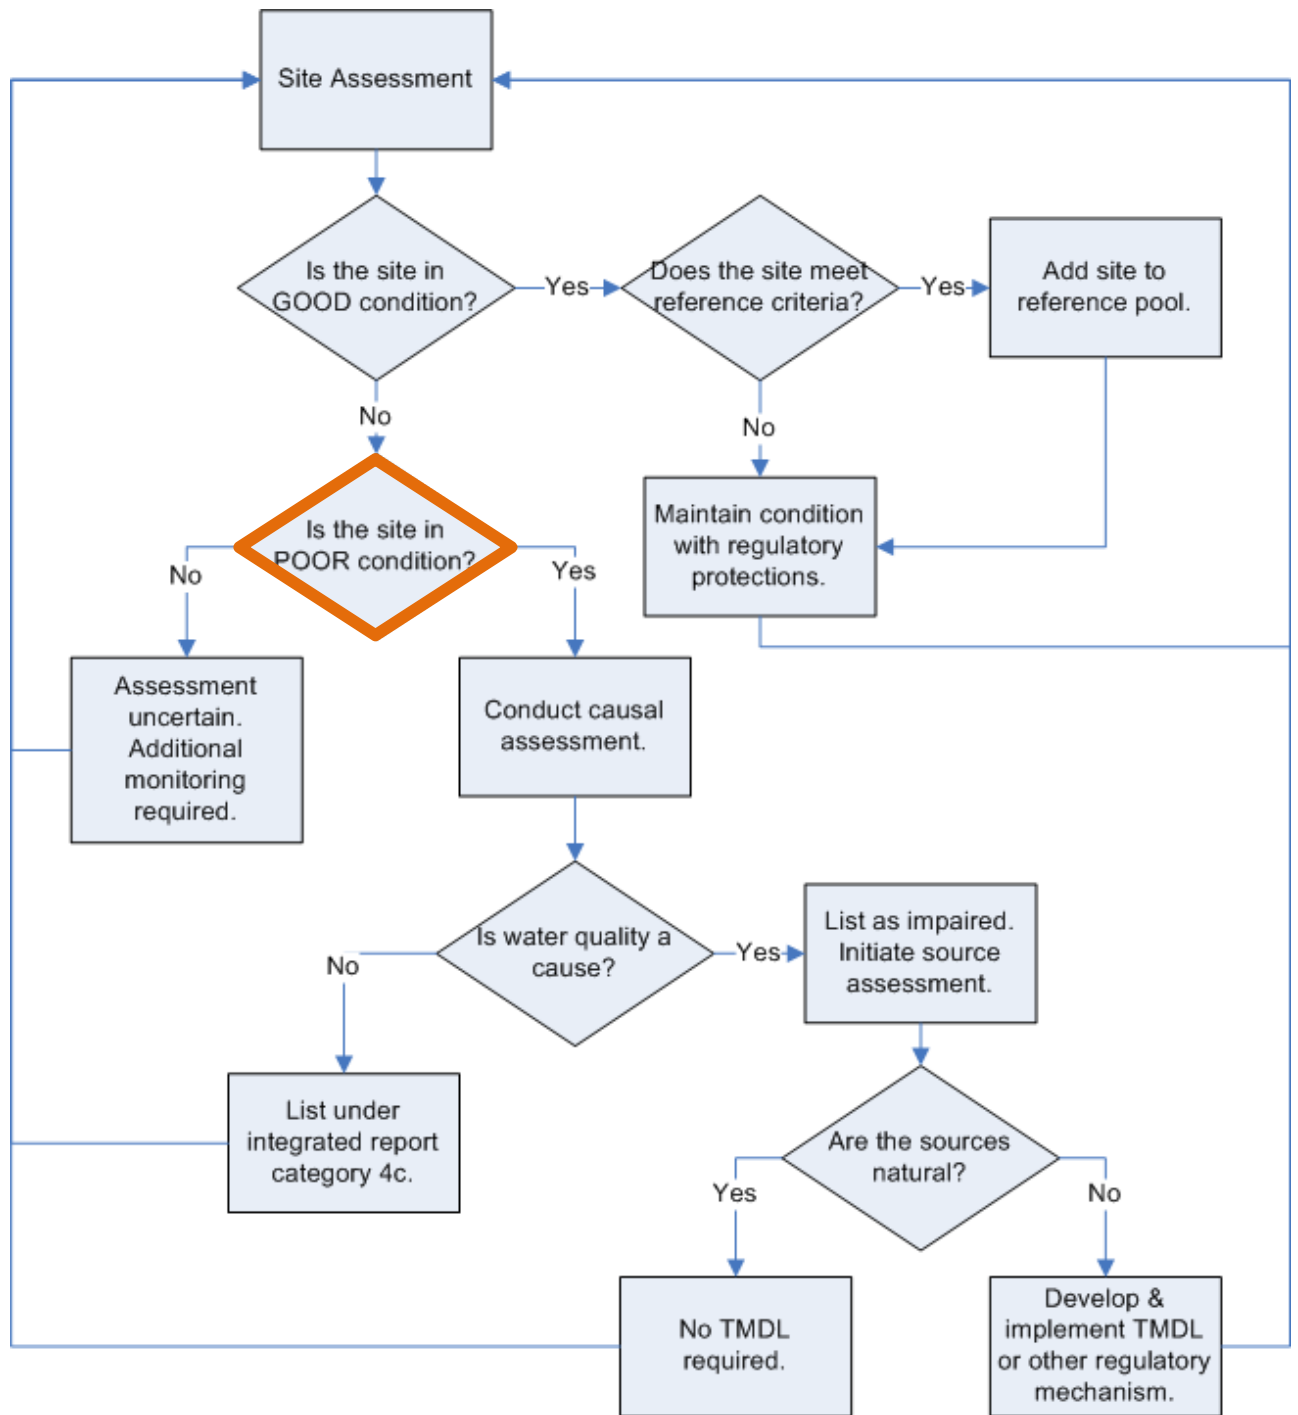 Site Assessment
Is the site in
GOOD condition?
Yes
Does the site meet
reference criteria?
Yes
Add site to
reference pool.
No
No
Maintain condition
with regulatory
protections.
Is the site in
POOR condition?
No
Yes
Assessment
uncertain.
Additional
monitoring
required.
Conduct causal
assessment.
Is water quality a
cause?
No
Yes
List as impaired.
Initiate source
assessment.
List under
integrated report
category 4c.
Are the sources
natural?
Yes
No
No TMDL
required.
Develop &
implement TMDL
or other regulatory
mechanism.